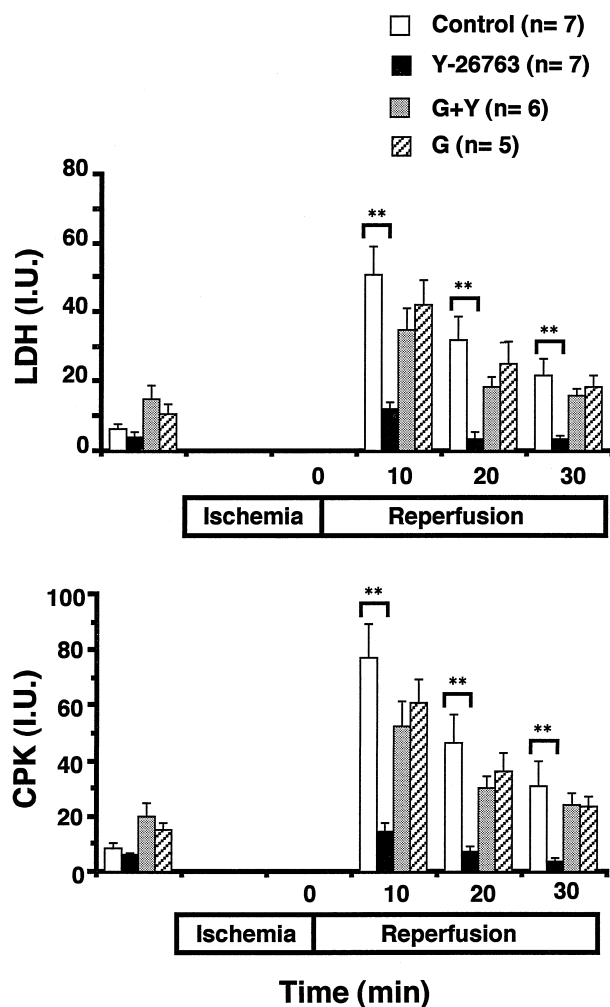 Control (n= 7)
Y-26763 (n= 7)
G+Y (n= 6)
G (n= 5)
LDH (I.U.)
80
60
40
20
0
**
**
**
0 10 20 30
Ischemia Reperfusion
CPK (I.U.)
100
80
60
40
20
0
**
**
**
0 10 20 30
Ischemia Reperfusion
Time (min)